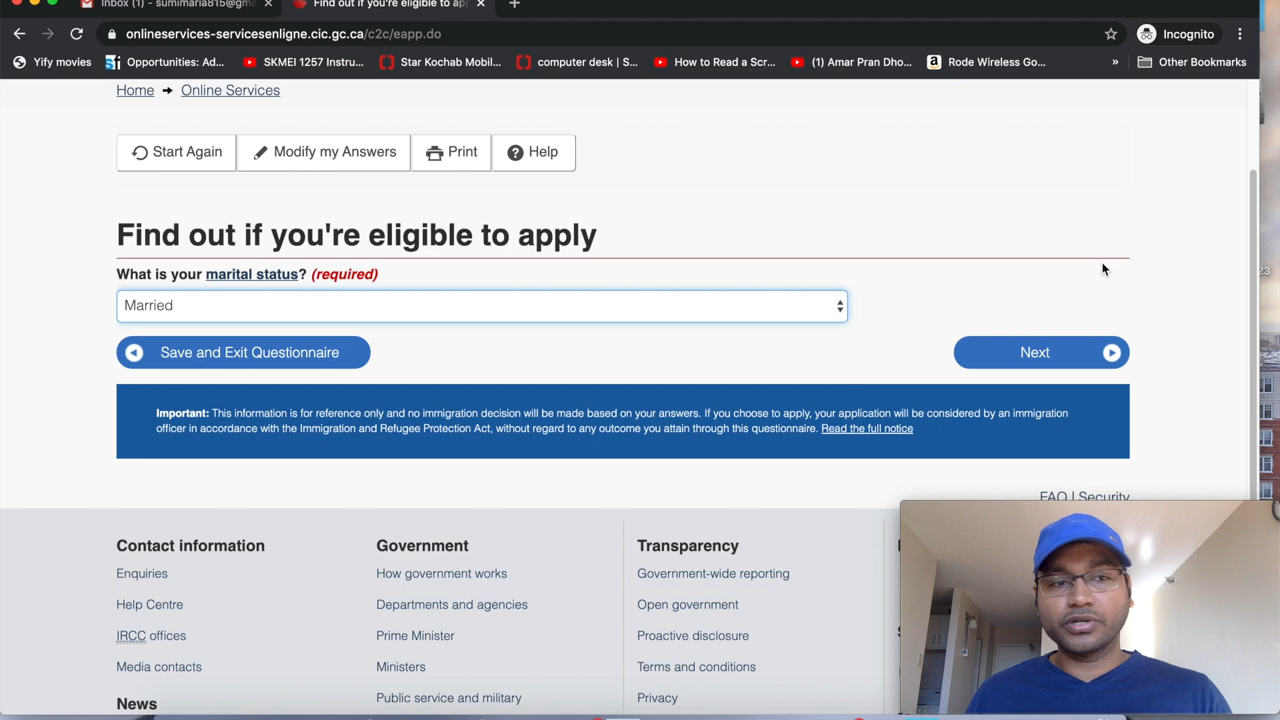 Inbox (1) - sumimaria815@gma
Find out if you're eligible to ap
onlineservices-servicesenligne.cic.gc.ca/c2c/eapp.do
Incognito
Yify movies
Opportunities: Ad...
SKMEI 1257 Instru...
Star Kochab Mobil...
computer desk | S...
How to Read a Scr...
(1) Amar Pran Dho...
Rode Wireless Go...
»
Other Bookmarks
Home
Online Services
Start Again
Modify my Answers
Print
Help
Find out if you're eligible to apply
What is your marital status? (required)
Married
Save and Exit Questionnaire
Next
Important: This information is for reference only and no immigration decision will be made based on your answers. If you choose to apply, your application will be considered by an immigration
officer in accordance with the Immigration and Refugee Protection Act, without regard to any outcome you attain through this questionnaire. Read the full notice
FAQ | Security
Contact information
Enquiries
Help Centre
IRCC offices
Media contacts
News
Government
How government works
Departments and agencies
Prime Minister
Ministers
Public service and military
Transparency
Government-wide reporting
Open government
Proactive disclosure
Terms and conditions
Privacy
23